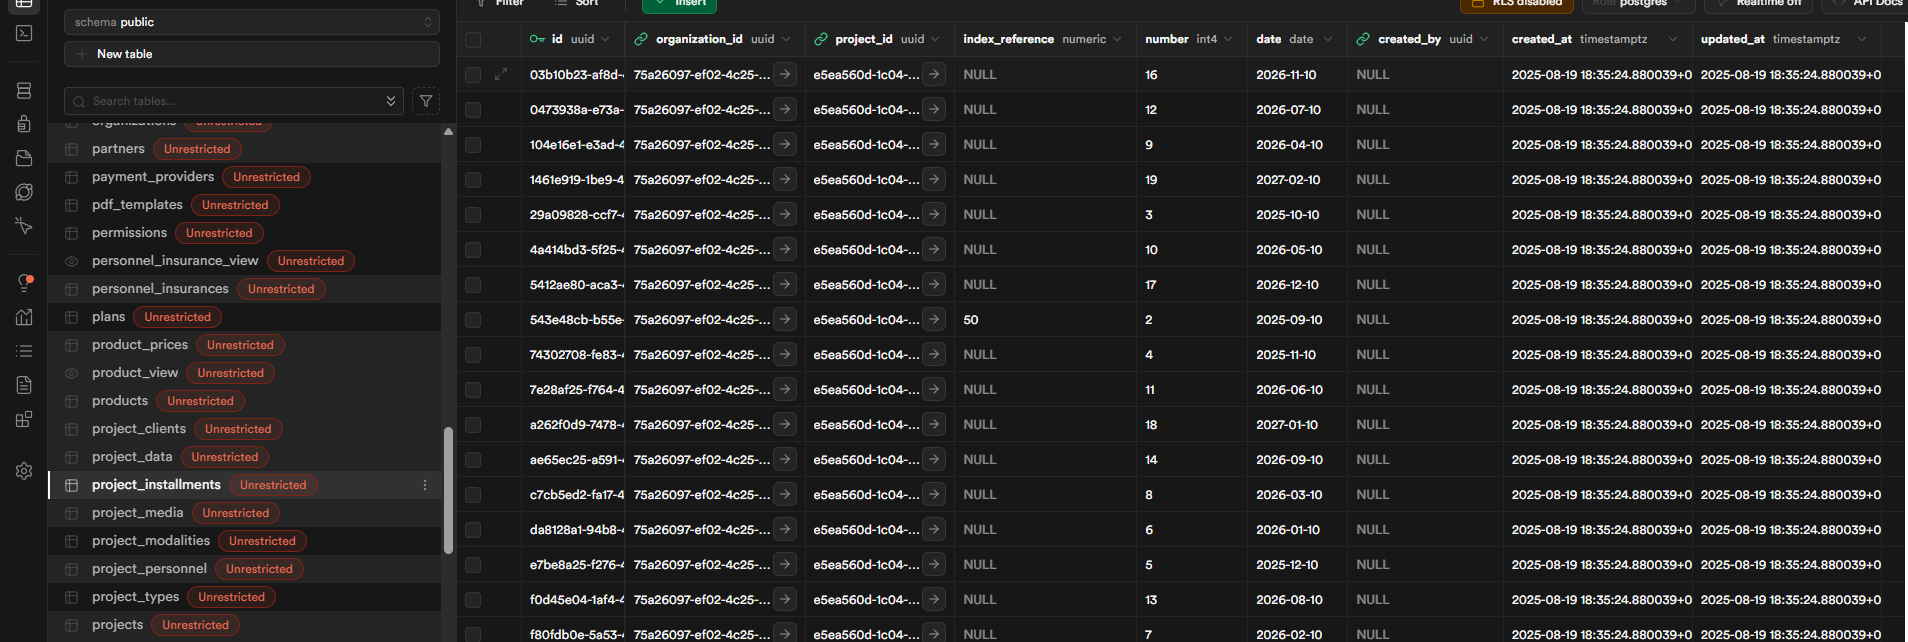 Filter Sort Insert RLS disabled Role postgres Realtime off API Docs
schema public
New table
Search tables...
organizations Unrestricted
partners Unrestricted
payment_providers Unrestricted
pdf_templates Unrestricted
permissions Unrestricted
personnel_insurance_view Unrestricted
personnel_insurances Unrestricted
plans Unrestricted
product_prices Unrestricted
product_view Unrestricted
products Unrestricted
project_clients Unrestricted
project_data Unrestricted
project_installments Unrestricted
project_media Unrestricted
project_modalities Unrestricted
project_personnel Unrestricted
project_types Unrestricted
projects Unrestricted
id uuid organization_id uuid project_id uuid index_reference numeric number int4 date date created_by uuid created_at timestamptz updated_at timestamptz
03b10b23-af8d- 75a26097-ef02-4c25-... e5ea560d-1c04-... NULL 16 2026-11-10 NULL 2025-08-19 18:35:24.880039+0 2025-08-19 18:35:24.880039+0
0473938a-e73a- 75a26097-ef02-4c25-... e5ea560d-1c04-... NULL 12 2026-07-10 NULL 2025-08-19 18:35:24.880039+0 2025-08-19 18:35:24.880039+0
104e16e1-e3ad-4 75a26097-ef02-4c25-... e5ea560d-1c04-... NULL 9 2026-04-10 NULL 2025-08-19 18:35:24.880039+0 2025-08-19 18:35:24.880039+0
1461e919-1be9-4 75a26097-ef02-4c25-... e5ea560d-1c04-... NULL 19 2027-02-10 NULL 2025-08-19 18:35:24.880039+0 2025-08-19 18:35:24.880039+0
29a09828-ccf7- 75a26097-ef02-4c25-... e5ea560d-1c04-... NULL 3 2025-10-10 NULL 2025-08-19 18:35:24.880039+0 2025-08-19 18:35:24.880039+0
4a414bd3-5f25- 75a26097-ef02-4c25-... e5ea560d-1c04-... NULL 10 2026-05-10 NULL 2025-08-19 18:35:24.880039+0 2025-08-19 18:35:24.880039+0
5412ae80-aca3- 75a26097-ef02-4c25-... e5ea560d-1c04-... NULL 17 2026-12-10 NULL 2025-08-19 18:35:24.880039+0 2025-08-19 18:35:24.880039+0
543e48cb-b55e- 75a26097-ef02-4c25-... e5ea560d-1c04-... 50 2 2025-09-10 NULL 2025-08-19 18:35:24.880039+0 2025-08-19 18:35:24.880039+0
74302708-fe83- 75a26097-ef02-4c25-... e5ea560d-1c04-... NULL 4 2025-11-10 NULL 2025-08-19 18:35:24.880039+0 2025-08-19 18:35:24.880039+0
7e28af25-f764-4 75a26097-ef02-4c25-... e5ea560d-1c04-... NULL 11 2026-06-10 NULL 2025-08-19 18:35:24.880039+0 2025-08-19 18:35:24.880039+0
a262f0d9-7478- 75a26097-ef02-4c25-... e5ea560d-1c04-... NULL 18 2027-01-10 NULL 2025-08-19 18:35:24.880039+0 2025-08-19 18:35:24.880039+0
ae65ec25-a591- 75a26097-ef02-4c25-... e5ea560d-1c04-... NULL 14 2026-09-10 NULL 2025-08-19 18:35:24.880039+0 2025-08-19 18:35:24.880039+0
c7cb5ed2-fa17-4 75a26097-ef02-4c25-... e5ea560d-1c04-... NULL 8 2026-03-10 NULL 2025-08-19 18:35:24.880039+0 2025-08-19 18:35:24.880039+0
da8128a1-94b8- 75a26097-ef02-4c25-... e5ea560d-1c04-... NULL 6 2026-01-10 NULL 2025-08-19 18:35:24.880039+0 2025-08-19 18:35:24.880039+0
e7be8a25-f276- 75a26097-ef02-4c25-... e5ea560d-1c04-... NULL 5 2025-12-10 NULL 2025-08-19 18:35:24.880039+0 2025-08-19 18:35:24.880039+0
f0d45e04-1af4- 75a26097-ef02-4c25-... e5ea560d-1c04-... NULL 13 2026-08-10 NULL 2025-08-19 18:35:24.880039+0 2025-08-19 18:35:24.880039+0
f80fdb0e-5a53- 75a26097-ef02-4c25-... e5ea560d-1c04-... NULL 7 2026-02-10 NULL 2025-08-19 18:35:24.880039+0 2025-08-19 18:35:24.880039+0